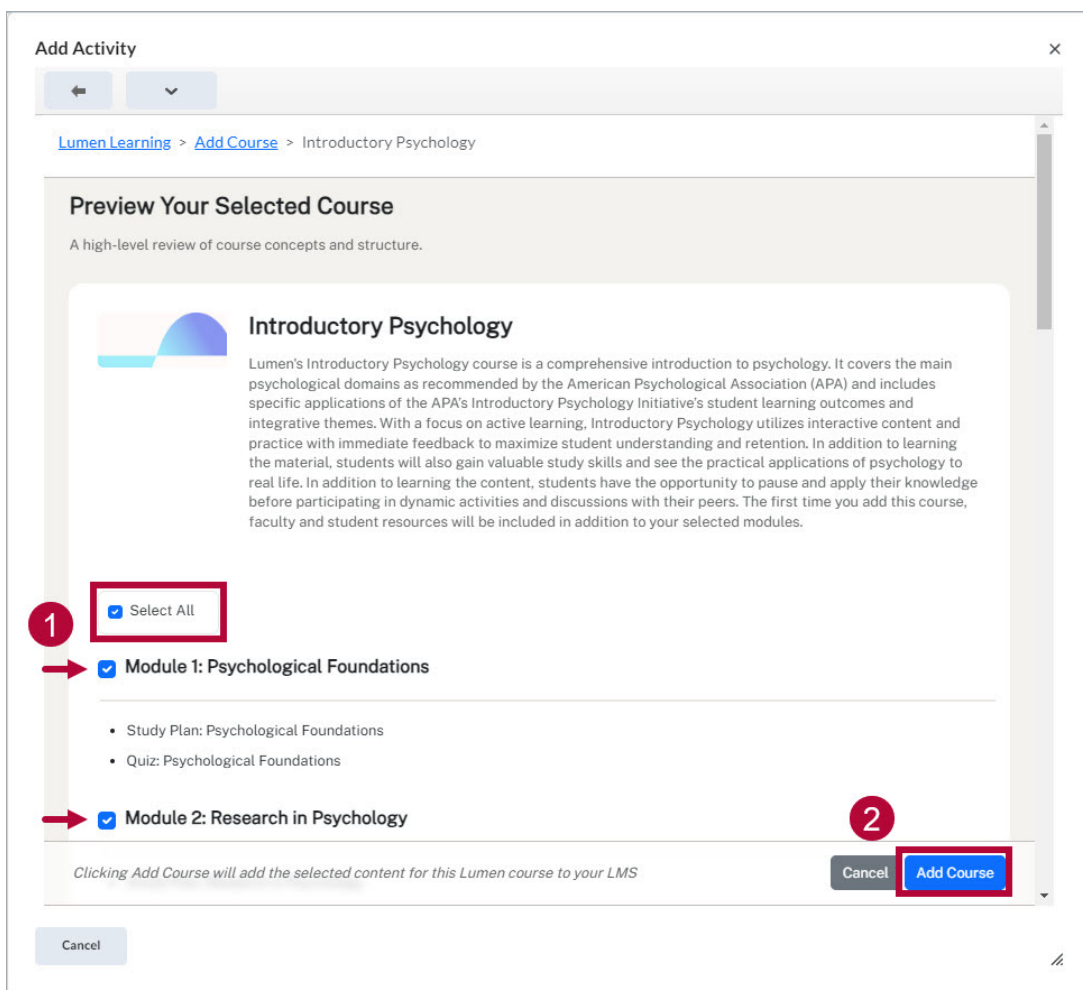 Add Activity
Lumen Learning > Add Course > Introductory Psychology
Preview Your Selected Course
A high-level review of course concepts and structure.
Introductory Psychology
Lumen's Introductory Psychology course is a comprehensive introduction to psychology. It covers the main
psychological domains as recommended by the American Psychological Association (APA) and includes
specific applications of the APA's Introductory Psychology Initiative's student learning outcomes and
integrative themes. With a focus on active learning, Introductory Psychology utilizes interactive content and
practice with immediate feedback to maximize student understanding and retention. In addition to learning
the material, students will also gain valuable study skills and see the practical applications of psychology to
real life. In addition to learning the content, students have the opportunity to pause and apply their knowledge
before participating in dynamic activities and discussions with their peers. The first time you add this course,
faculty and student resources will be included in addition to your selected modules.
Select All
1
Module 1: Psychological Foundations
• Study Plan: Psychological Foundations
• Quiz: Psychological Foundations
Module 2: Research in Psychology
2
Clicking Add Course will add the selected content for this Lumen course to your LMS
Cancel
Add Course
Cancel